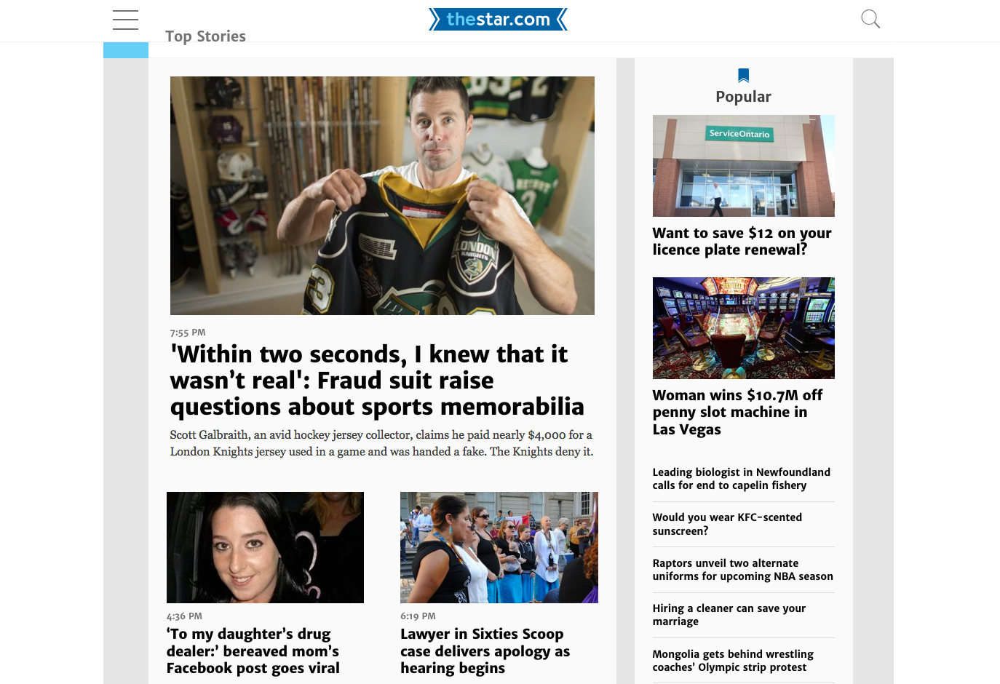 thestar.com
Top Stories
15
LONDON
KNIGHTS
3
3
7:55 PM
'Within two seconds, I knew that it
wasn’t real': Fraud suit raise
questions about sports memorabilia
Scott Galbraith, an avid hockey jersey collector, claims he paid nearly $4,000 for a
London Knights jersey used in a game and was handed a fake. The Knights deny it.
4:36 PM
‘To my daughter’s drug
dealer:’ bereaved mom’s
Facebook post goes viral
6:19 PM
Lawyer in Sixties Scoop
case delivers apology as
hearing begins
Popular
ServiceOntario
Want to save $12 on your
licence plate renewal?
Woman wins $10.7M off
penny slot machine in
Las Vegas
Leading biologist in Newfoundland
calls for end to capelin fishery
Would you wear KFC-scented
sunscreen?
Raptors unveil two alternate
uniforms for upcoming NBA season
Hiring a cleaner can save your
marriage
Mongolia gets behind wrestling
coaches’ Olympic strip protest